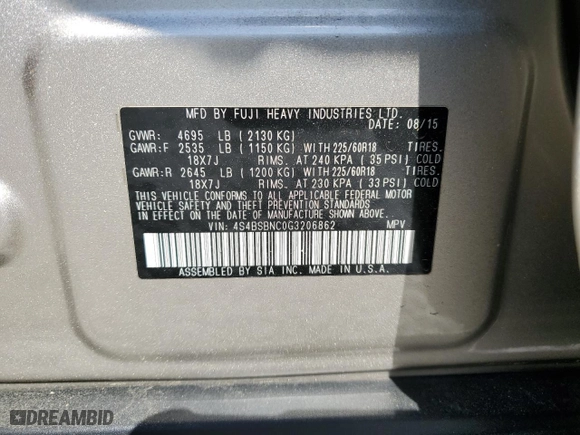 MFD BY FUJI HEAVY INDUSTRIES LTD.
DATE: 08/15
GVWR: 4695 LB ( 2130 KG)
GAWR:F 2535 LB ( 1150 KG) WITH 225/60R18 TIRES.
18X7J RIMS. AT 240 KPA ( 35 PSI) COLD
GAWR:R 2645 LB ( 1200 KG) WITH 225/60R18 TIRES.
18X7J RIMS. AT 230 KPA ( 33 PSI) COLD
THIS VEHICLE CONFORMS TO ALL APPLICABLE FEDERAL MOTOR
VEHICLE SAFETY AND THEFT PREVENTION STANDARDS
IN EFFECT ON THE DATE OF MANUFACTURE SHOWN ABOVE.
VIN: 4S4BSBNC0G3206862 MPV
ASSEMBLED BY SIA INC. MADE IN U.S.A.
DREAMBID